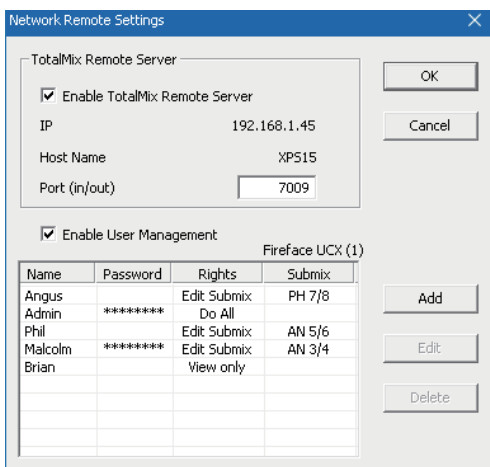 Network Remote Settings
TotalMix Remote Server
OK
Enable TotalMix Remote Server
IP 192.168.1.45
Cancel
Host Name XPS15
Port (in/out) 7009
Enable User Management
Fireface UCX (1)
Name Password Rights Submix
Angus Edit Submix PH 7/8
Add
Admin ******** Do All
Phil Edit Submix AN 5/6
Malcolm ******** Edit Submix AN 3/4
Edit
Brian View only
Delete